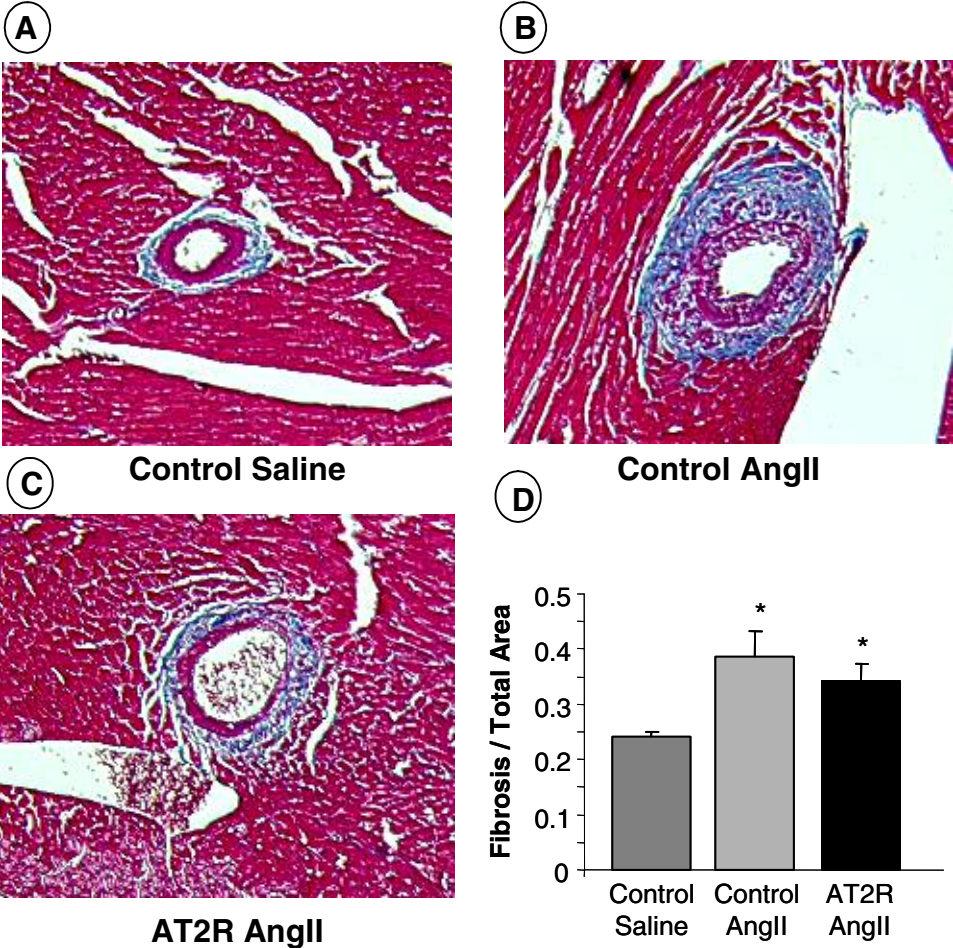 A
B
Control Saline
Control AngII
C
D
AT2R AngII
Fibrosis / Total Area
0.5
0.4
0.3
0.2
0.1
0
*
*
Control
Saline
Control
AngII
AT2R
AngII